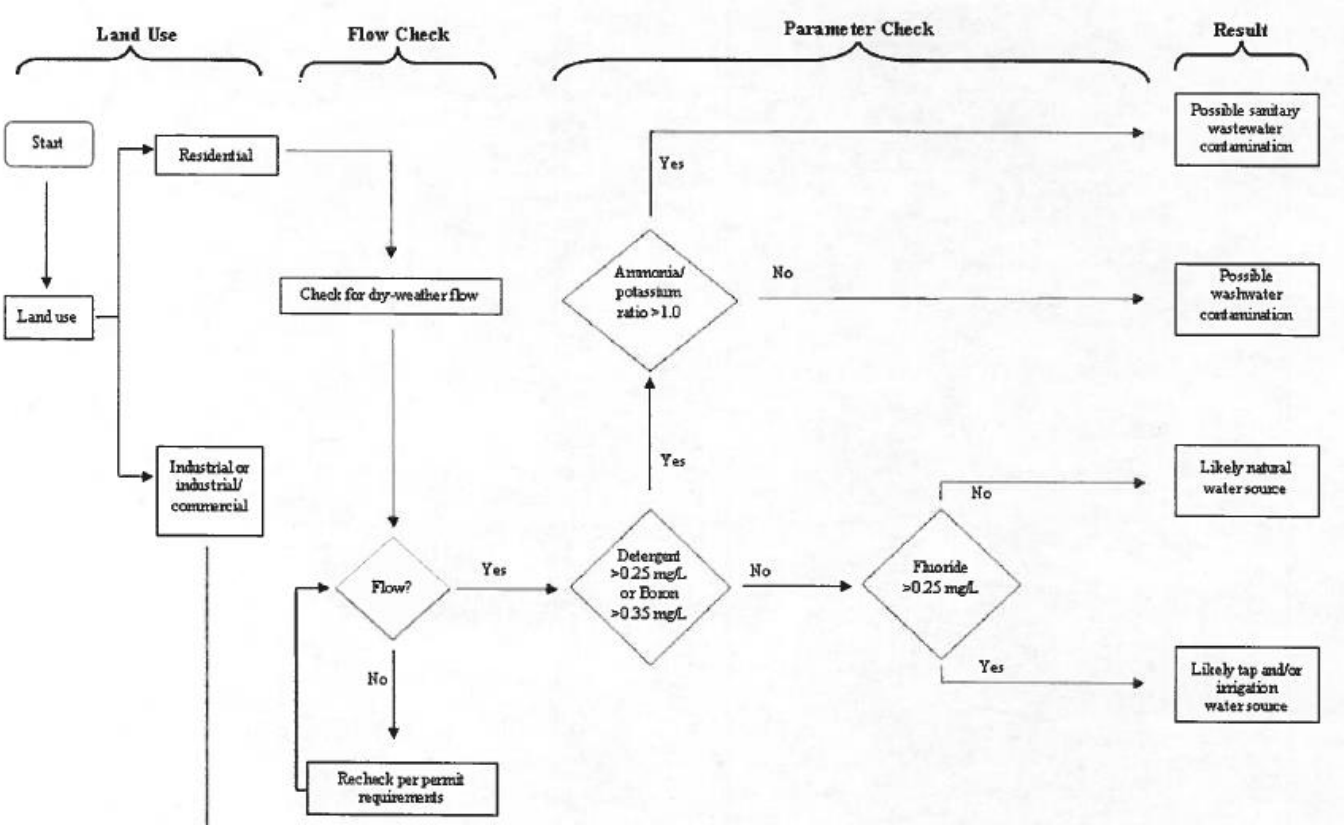 Land Use
Flow Check
Parameter Check
Result
Start
Residential
Land use
Industrial or
industrial/
commercial
Check for dry-weather flow
Flow?
Yes
No
Recheck per permit
requirements
Detergent
>0.25 mg/L
or Boron
>0.35 mg/L
Yes
No
Ammonia/
potassium
ratio >1.0
Yes
No
Fluoride
>0.25 mg/L
No
Yes
Possible sanitary
wastewater
contamination
Possible
washwater
contamination
Likely natural
water source
Likely tap and/or
irrigation
water source